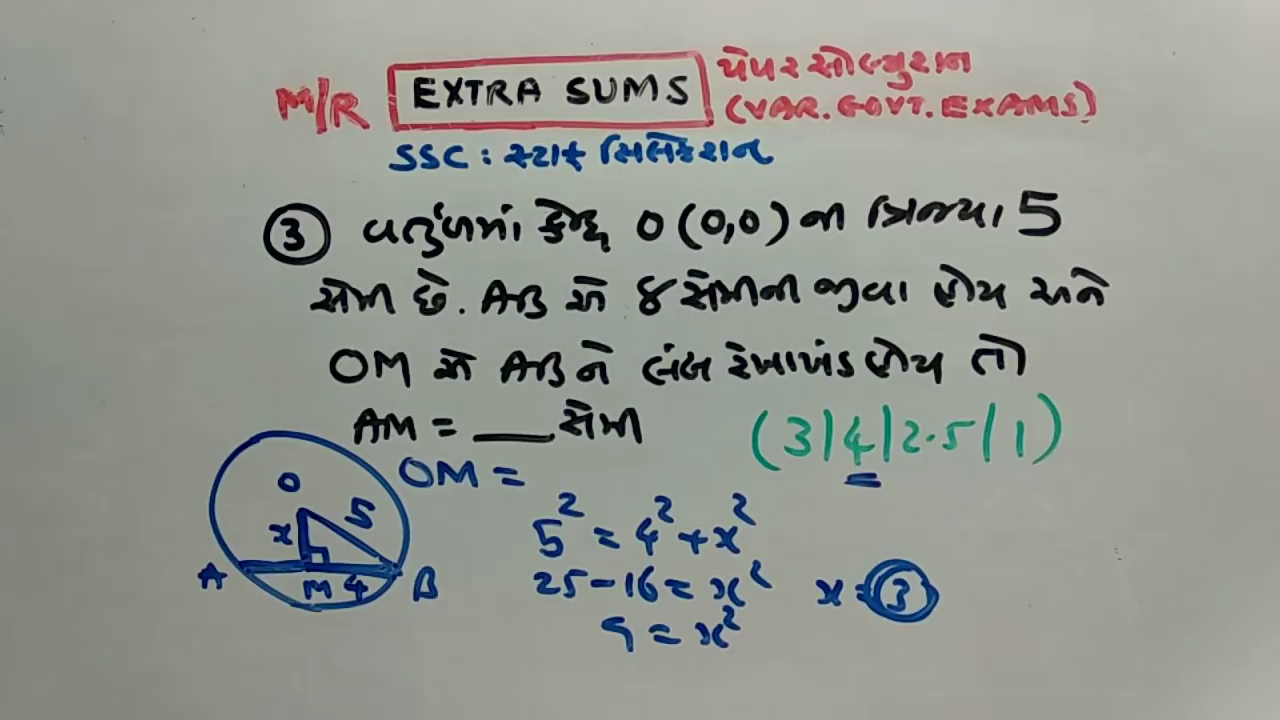 M/R EXTRA SUMS પેપર સોલ્યુશન
(VAR. GOVT. EXAMS)
SSC : સ્ટાફ સિલેકશન
③ વર્તુળમાં કેન્દ્ર O (0,0) ના ત્રિજ્યા 5
સેમી છે. AB એ 8 સેમીની જીવા હોય અને
OM એ AB ને લંબ રેખાખંડ હોય તો
AM = ___ સેમી (3/4/2.5/1)
OM =
O
x 5
A M 4 B
5² = 4² + x²
25 - 16 = x² x = 3
9 = x²